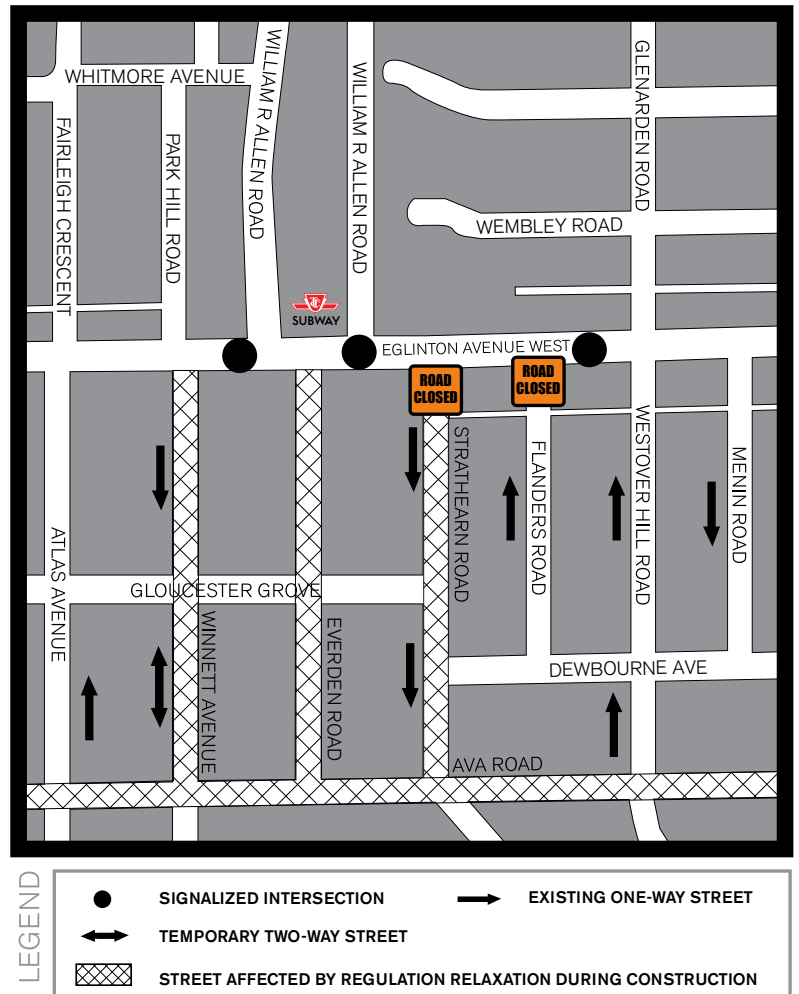 WHITMORE AVENUE
FAIRLEIGH CRESCENT
PARK HILL ROAD
WILLIAM R ALLEN ROAD
WILLIAM R ALLEN ROAD
GLENARDEN ROAD
WEMBLEY ROAD
TTC
SUBWAY
EGLINTON AVENUE WEST
ROAD
CLOSED
ROAD
CLOSED
ATLAS AVENUE
GLOUCESTER GROVE
WINNETT AVENUE
EVERDEN ROAD
STRATHEARN ROAD
FLANDERS ROAD
WESTOVER HILL ROAD
MENIN ROAD
DEWBOURNE AVE
AVA ROAD
LEGEND
SIGNALIZED INTERSECTION
EXISTING ONE-WAY STREET
TEMPORARY TWO-WAY STREET
STREET AFFECTED BY REGULATION RELAXATION DURING CONSTRUCTION